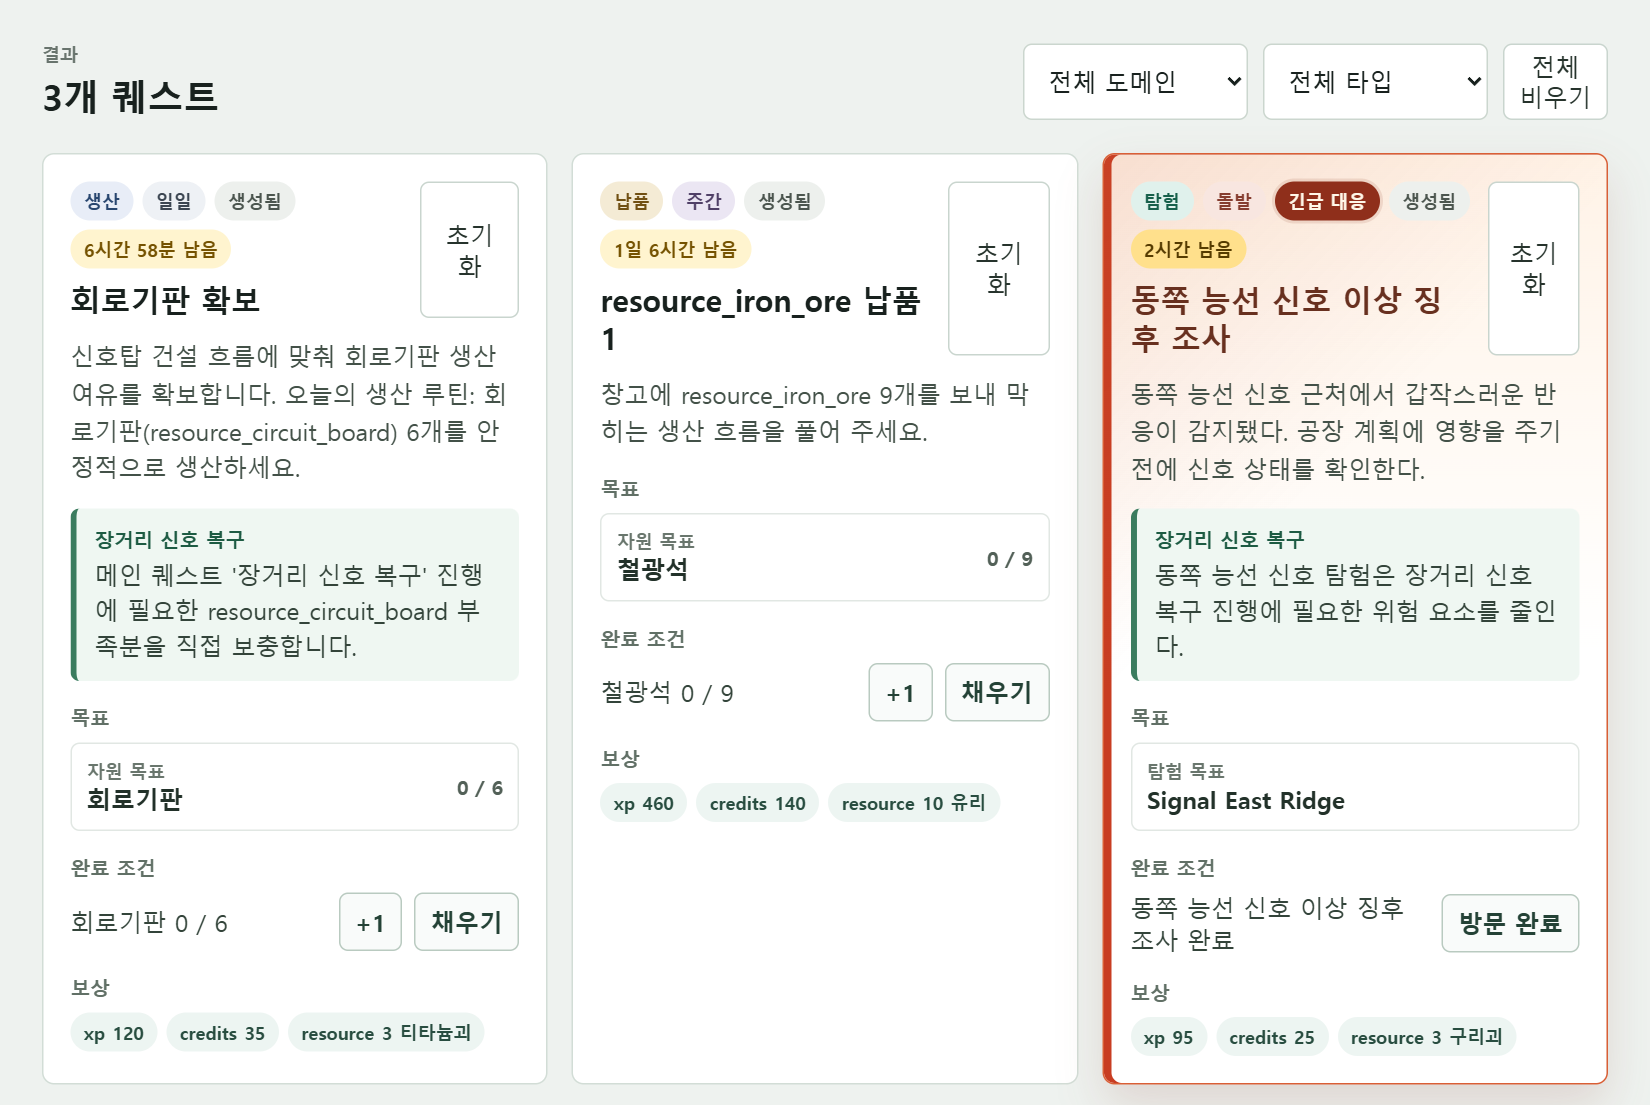 결과
3개 퀘스트
전체 도메인
전체 타입
전체
비우기
생산 일일 생성됨
6시간 58분 남음
회로기판 확보
초기
화
신호탑 건설 흐름에 맞춰 회로기판 생산
여유를 확보합니다. 오늘의 생산 루틴: 회
로기판(resource_circuit_board) 6개를 안
정적으로 생산하세요.
장거리 신호 복구
메인 퀘스트 '장거리 신호 복구' 진행
에 필요한 resource_circuit_board 부
족분을 직접 보충합니다.
목표
자원 목표
회로기판
0 / 6
완료 조건
회로기판 0 / 6
+1
채우기
보상
xp 120
credits 35
resource 3 티타늄괴
납품 주간 생성됨
1일 6시간 남음
resource_iron_ore 납품
1
초기
화
창고에 resource_iron_ore 9개를 보내 막
히는 생산 흐름을 풀어 주세요.
목표
자원 목표
철광석
0 / 9
완료 조건
철광석 0 / 9
+1
채우기
보상
xp 460
credits 140
resource 10 유리
탐험 돌발 긴급 대응 생성됨
2시간 남음
동쪽 능선 신호 이상 징
후 조사
초기
화
동쪽 능선 신호 근처에서 갑작스러운 반
응이 감지됐다. 공장 계획에 영향을 주기
전에 신호 상태를 확인한다.
장거리 신호 복구
동쪽 능선 신호 탐험은 장거리 신호
복구 진행에 필요한 위험 요소를 줄인
다.
목표
탐험 목표
Signal East Ridge
완료 조건
동쪽 능선 신호 이상 징후
조사 완료
방문 완료
보상
xp 95
credits 25
resource 3 구리괴